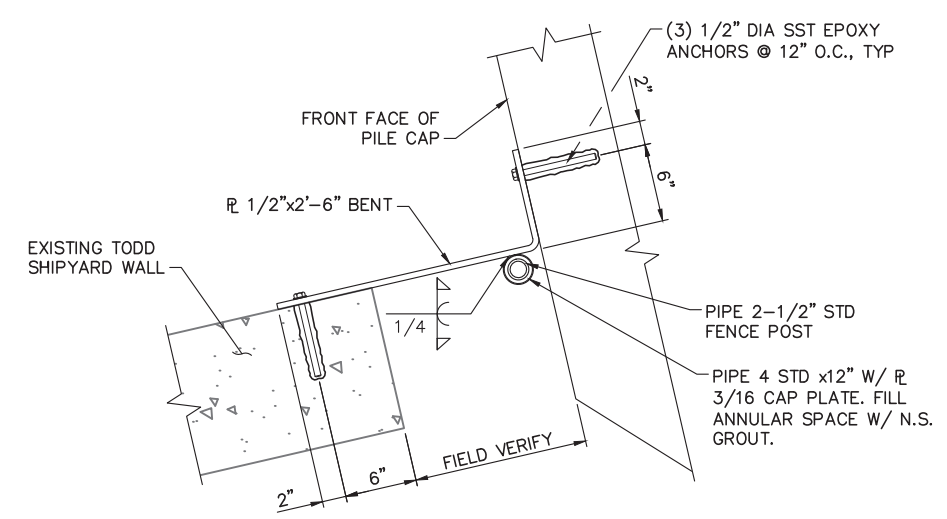 (3) 1/2" DIA SST EPOXY
ANCHORS @ 12" O.C., TYP
2"
FRONT FACE OF
PILE CAP
6"
℄ 1/2"x2'-6" BENT
EXISTING TODD
SHIPYARD WALL
1/4
PIPE 2-1/2" STD
FENCE POST
PIPE 4 STD x12" W/ ℄
3/16 CAP PLATE. FILL
ANNULAR SPACE W/ N.S.
GROUT.
FIELD VERIFY
6"
2"